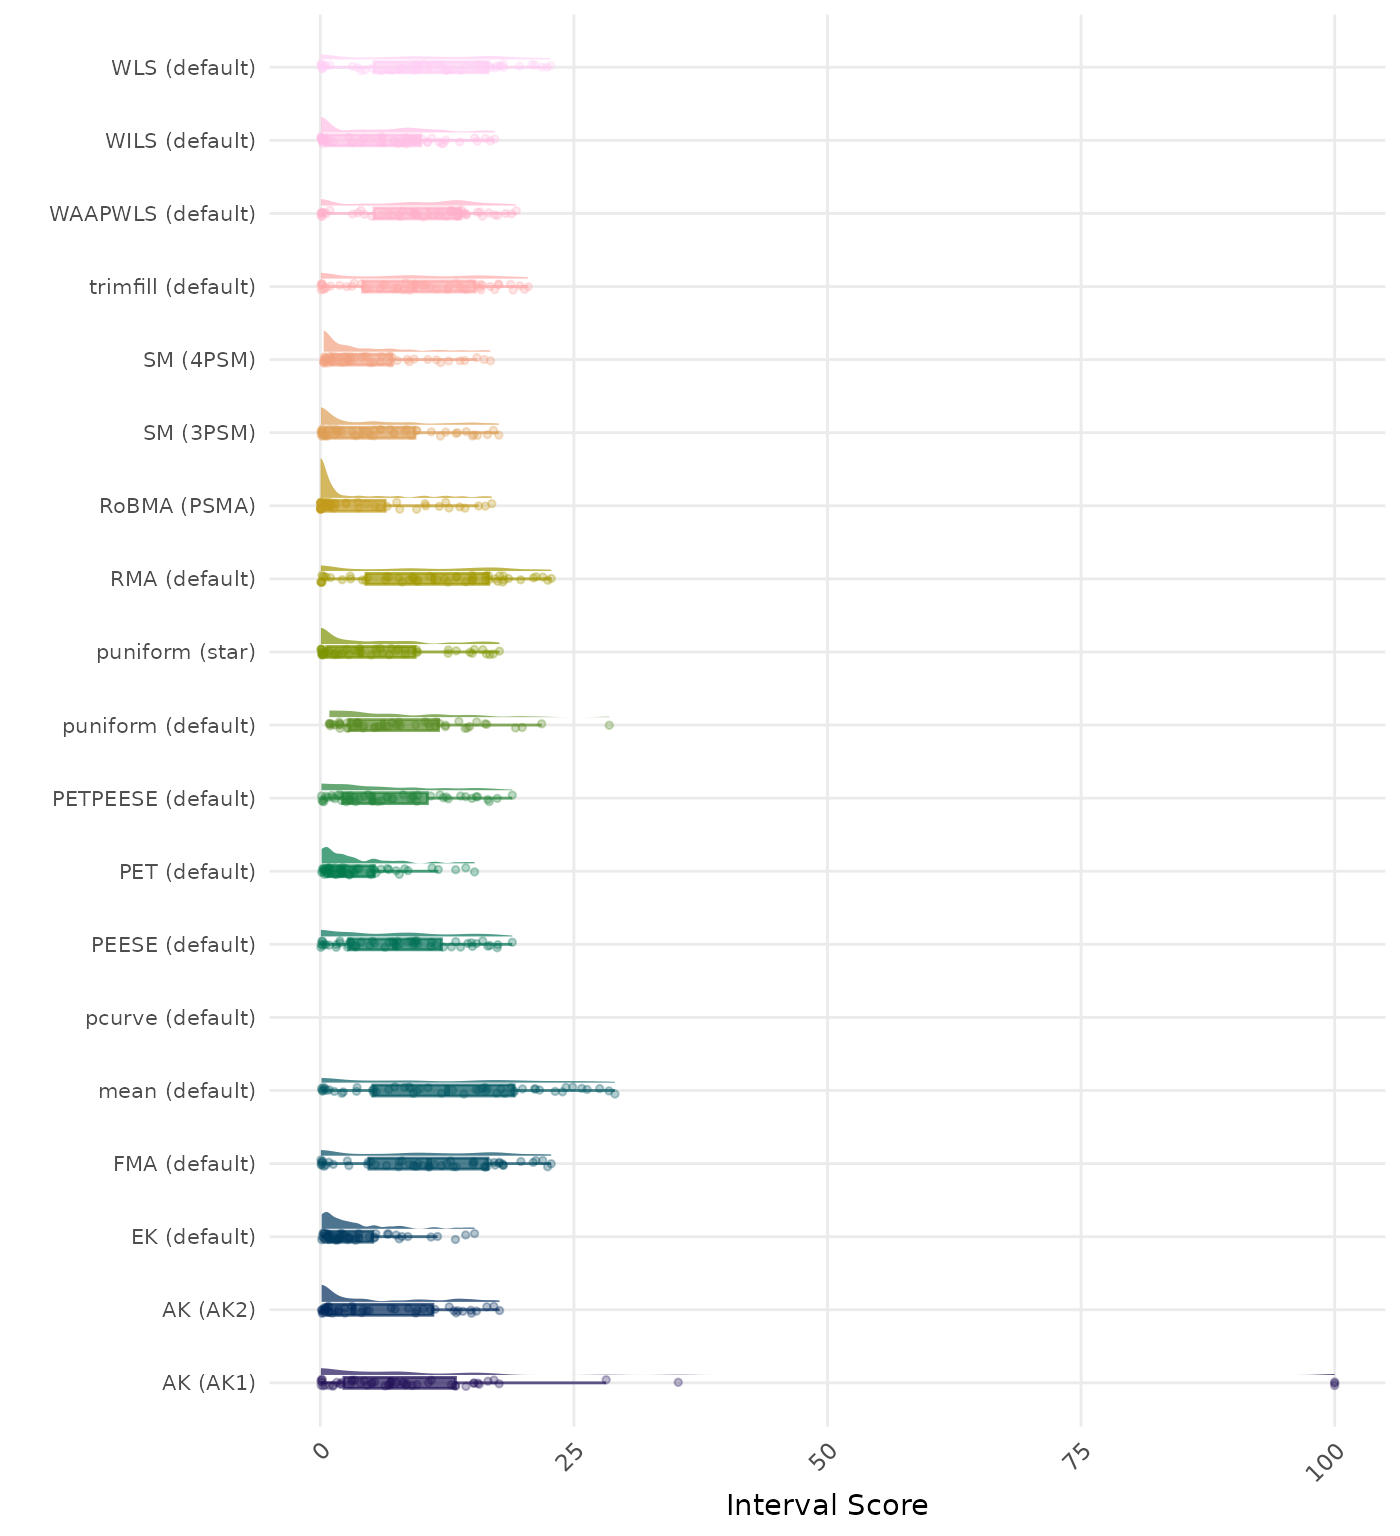 WLS (default)
WILS (default)
WAAPWLS (default)
trimfill (default)
SM (4PSM)
SM (3PSM)
RoBMA (PSMA)
RMA (default)
puniform (star)
puniform (default)
PETPEESE (default)
PET (default)
PEESE (default)
pcurve (default)
mean (default)
FMA (default)
EK (default)
AK (AK2)
AK (AK1)
0
25
50
75
100
Interval Score